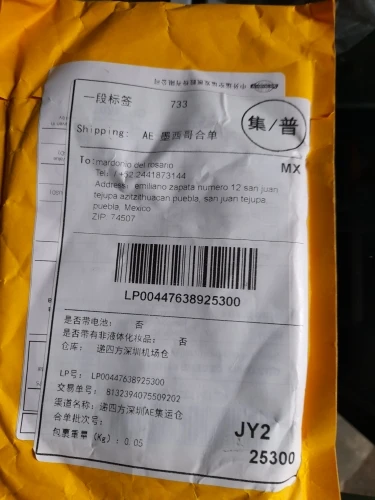 一段标签 733
集/普
Shipping: AE-墨西哥合单
MX
To: mardonio del rosario
Tel: / +52 2441873144
Address: emiliano zapata numero 12 san juan
tejupa azitzihuacan puebla, san juan tejupa,
puebla, Mexico
ZIP: 74507
LP00447638925300
是否带电池: 否
是否带有非液体化妆品: 否
仓库: 递四方深圳机场仓
LP号: LP00447638925300
交易单号: 8132394075509202
渠道名称: 递四方深圳AE集运仓
合单批次号:
包裹重量 (Kg): 0.05
JY2
25300